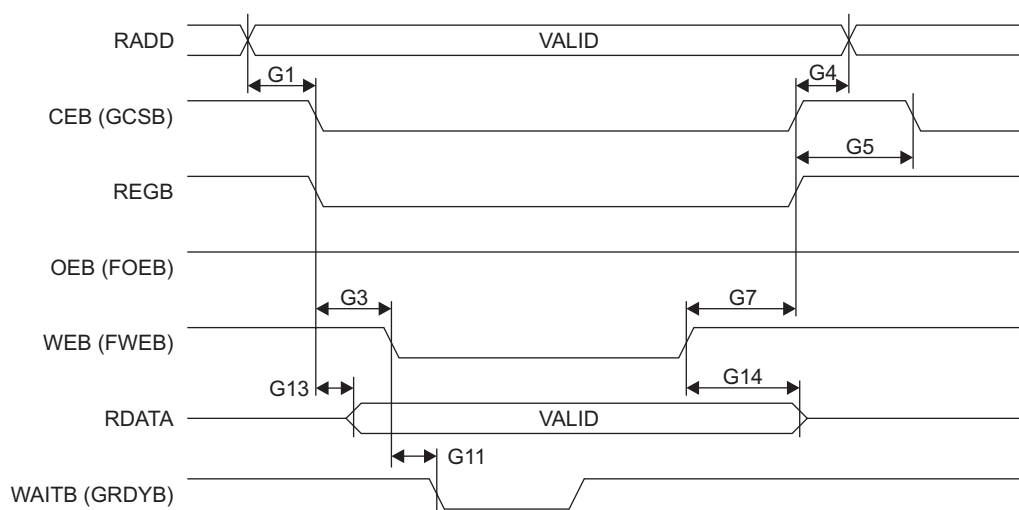 RADD
VALID
G1
G4
CEB (GCSB)
G5
REGB
OEB (FOEB)
G3
G7
WEB (FWEB)
G13
G14
RDATA
VALID
G11
WAITB (GRDYB)